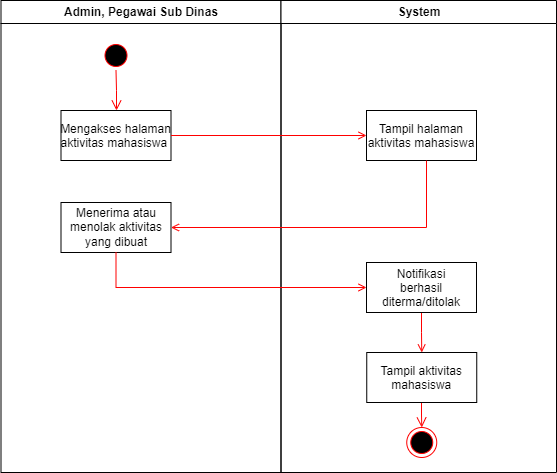 Admin, Pegawai Sub Dinas
System
Mengakses halaman
aktivitas mahasiswa
Tampil halaman
aktivitas mahasiswa
Menerima atau
menolak aktivitas
yang dibuat
Notifikasi
berhasil
diterma/ditolak
Tampil aktivitas
mahasiswa